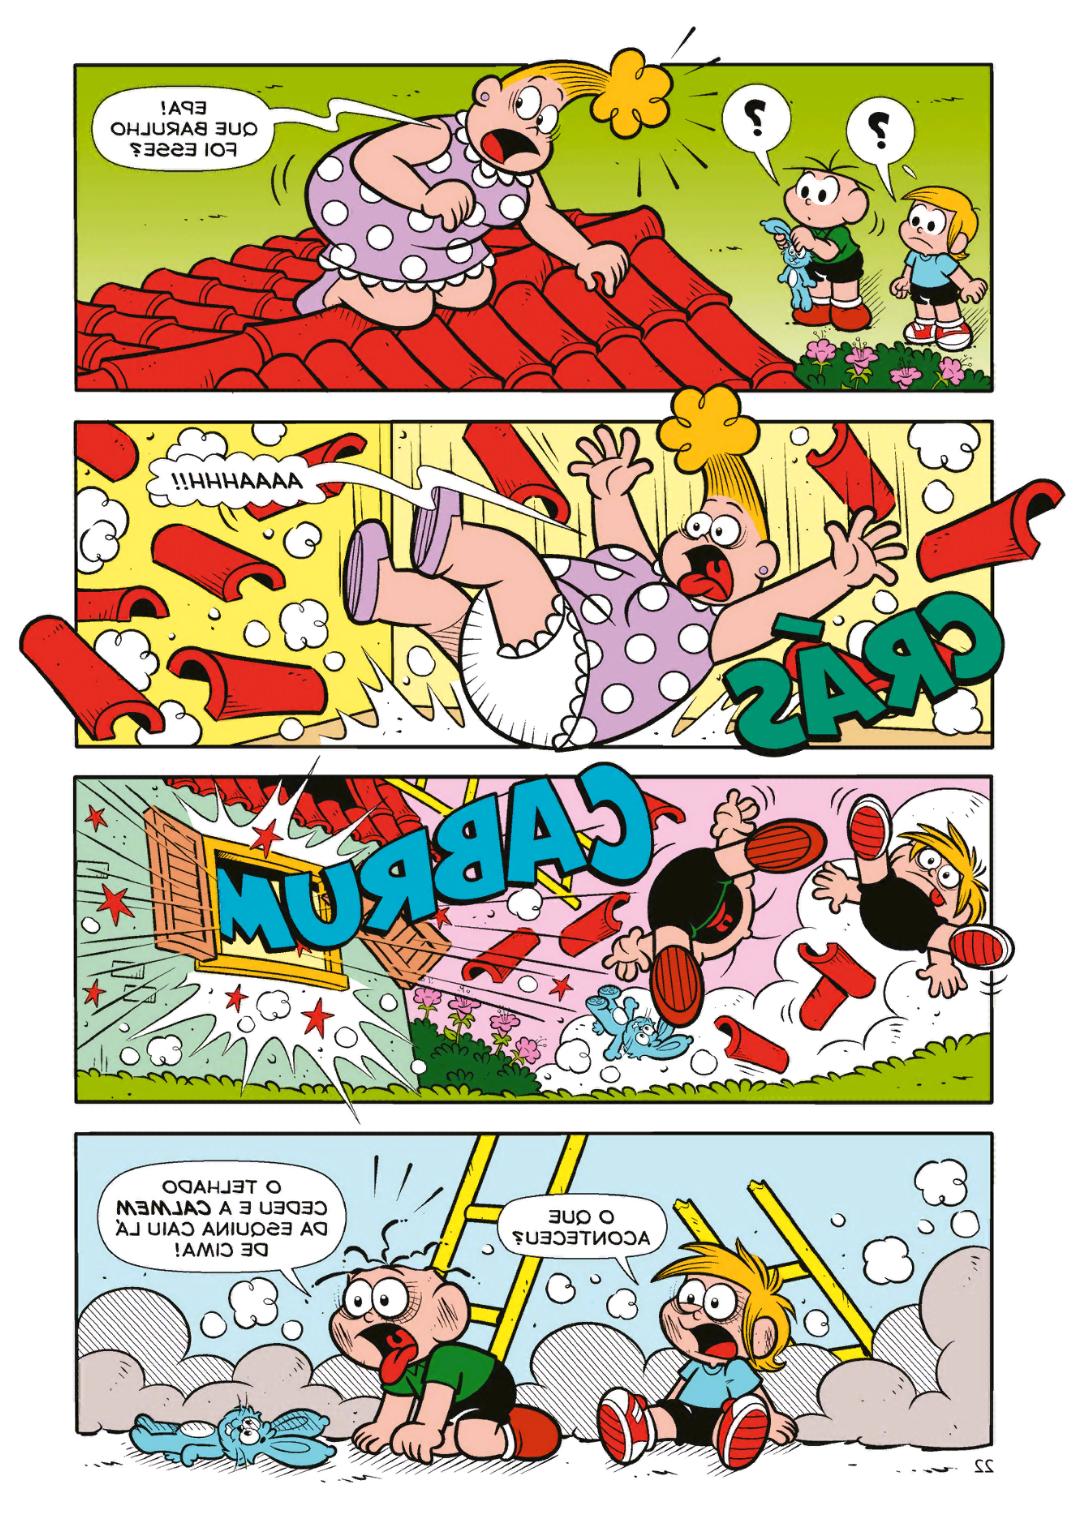 EPA!
QUE BARULHO
FOI ESSE?
?
?
AAAAHHH!!
CRÀS
CABRUM
O QUE
ACONTECEU?
O TELHADO
CEDEU E A CALMEM
DA ESQUINA CAIU LÁ
DE CIMA!
22